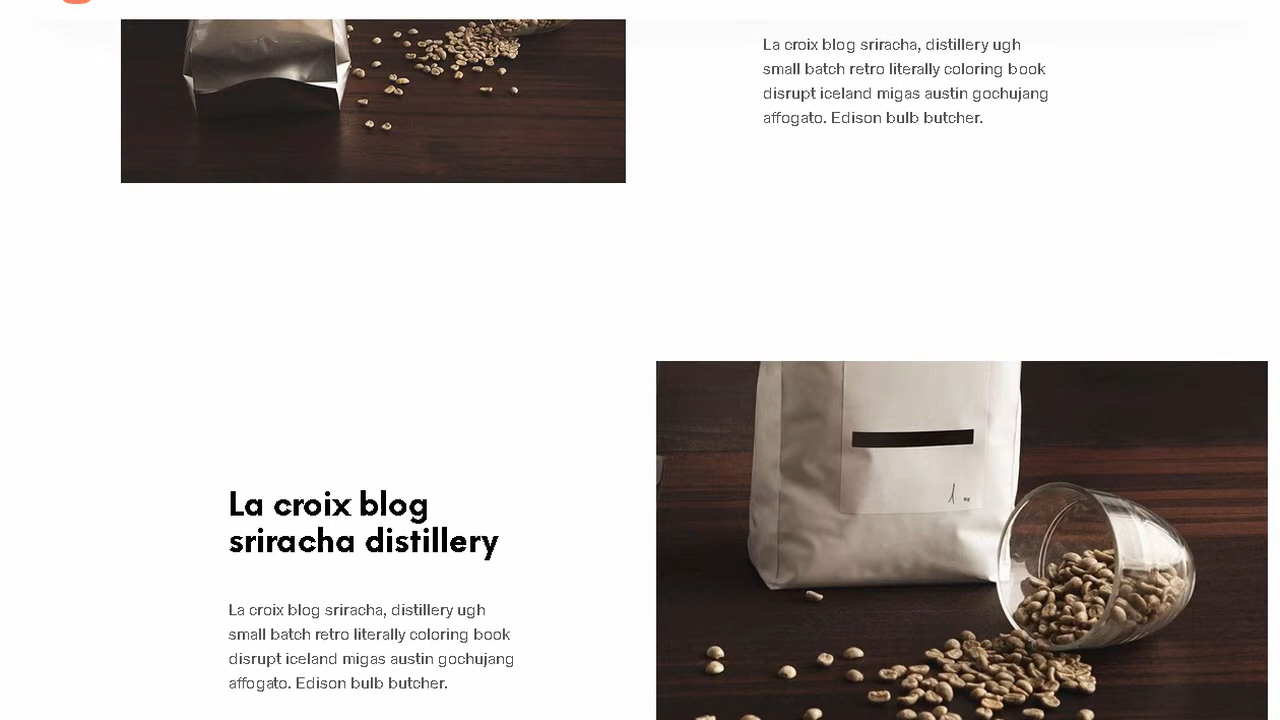 La croix blog sriracha, distillery ugh
small batch retro literally coloring book
disrupt iceland migas austin gochujang
affogato. Edison bulb butcher.
La croix blog
sriracha distillery
La croix blog sriracha, distillery ugh
small batch retro literally coloring book
disrupt iceland migas austin gochujang
affogato. Edison bulb butcher.